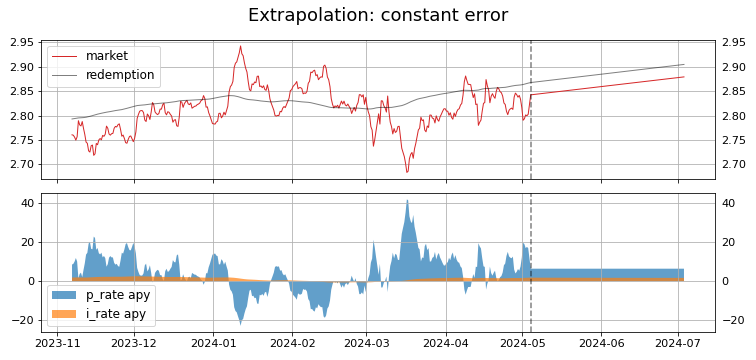 Extrapolation: constant error
2.95 2.95
market
2.90 2.90
redemption
2.85 2.85
2.80 2.80
2.75 2.75
2.70 2.70
40 40
20 20
0 0
p_rate apy
i_rate apy
−20 −20
2023-11 2023-12 2024-01 2024-02 2024-03 2024-04 2024-05 2024-06 2024-07